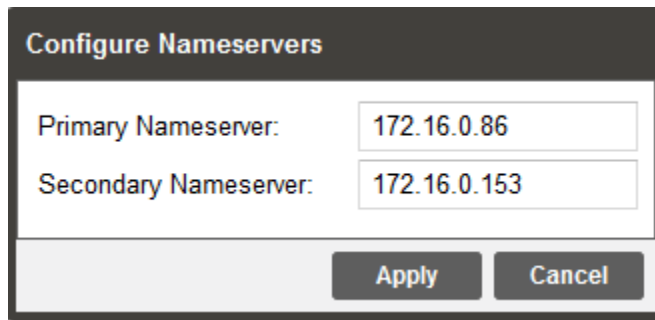 Configure Nameservers
Primary Nameserver: 172.16.0.86
Secondary Nameserver: 172.16.0.153
Apply Cancel